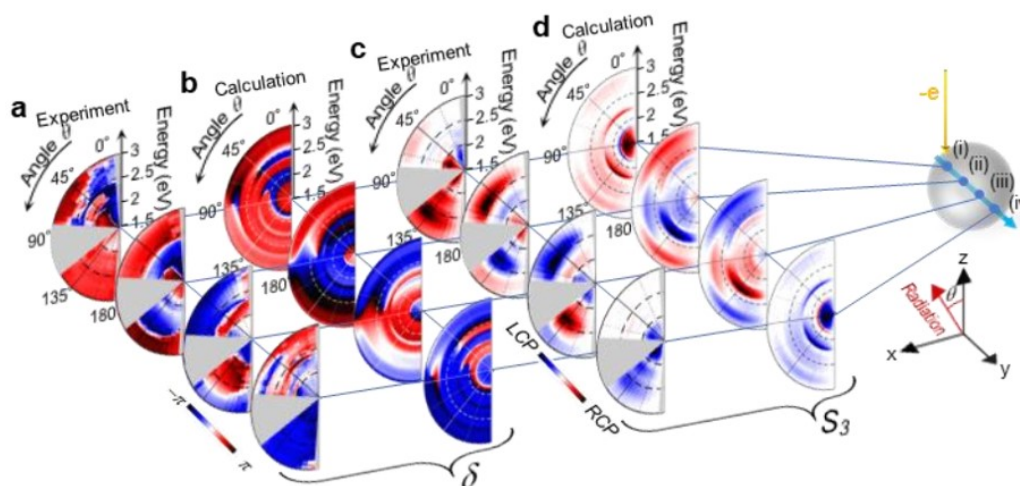 a
Experiment
Angle θ
0°
45°
90°
135°
180°
3
2.5
2
1.5
Energy (eV)
b
Calculation
Angle θ
0°
45°
90°
135°
180°
3
2.5
2
1.5
Energy (eV)
c
Experiment
Angle θ
0°
45°
90°
135°
180°
3
2.5
2
1.5
Energy (eV)
d
Calculation
Angle θ
0°
45°
90°
135°
180°
3
2.5
2
1.5
Energy (eV)
-e
(i)
(ii)
(iii)
z
θ
Radiation
x
y
-π
π
δ
LCP
RCP
S3